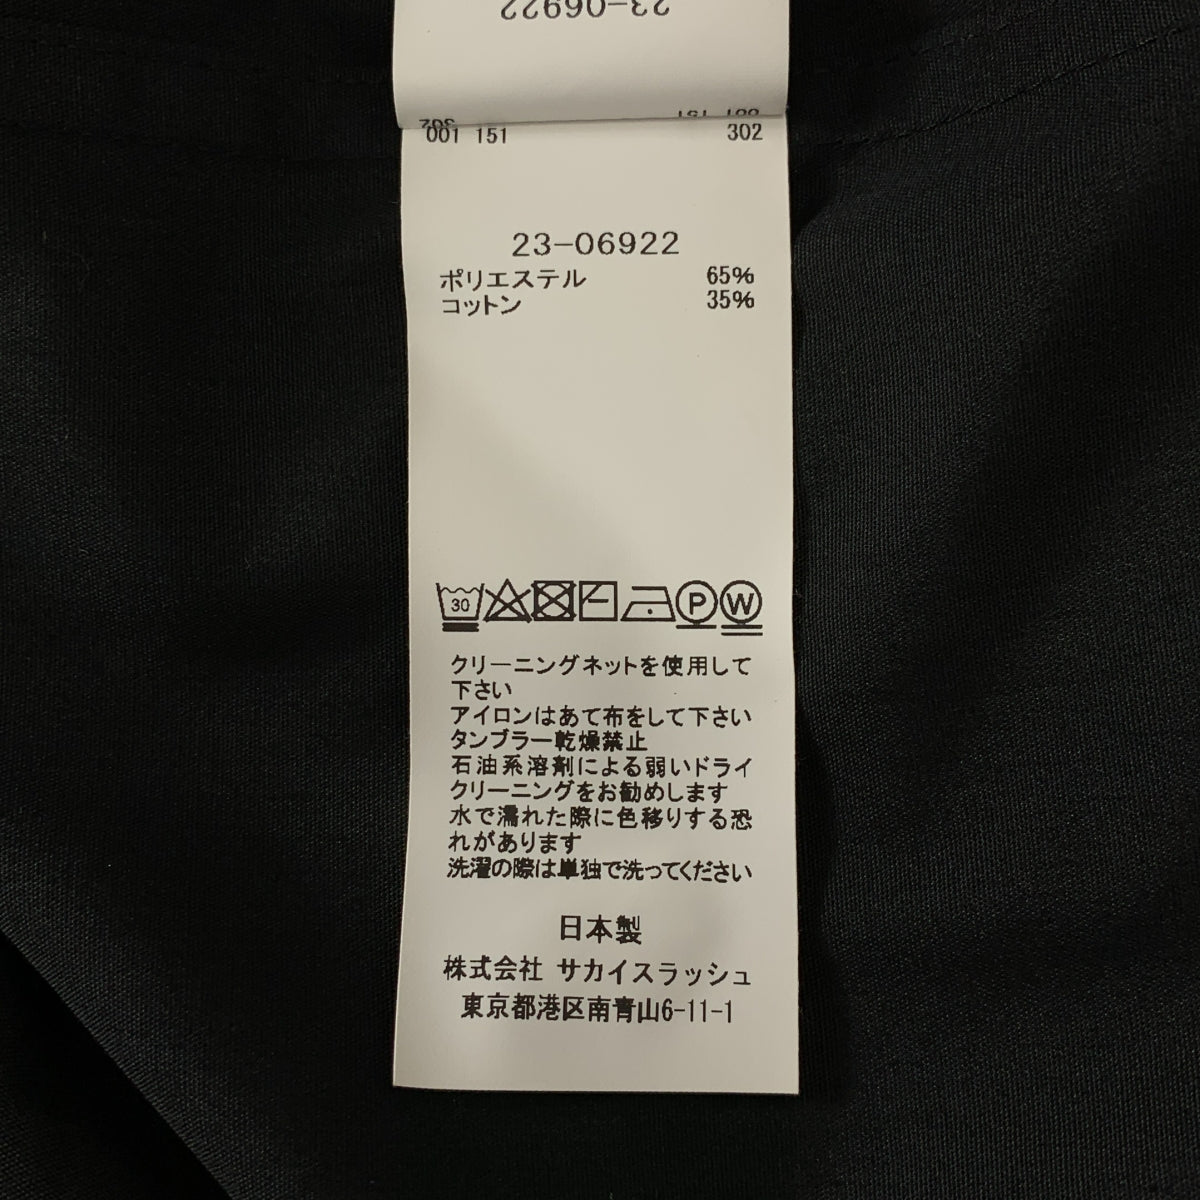 23-06922
001 151
302
001 151 302
23-06922
ポリエステル 65%
コットン 35%
30 P W
クリーニングネットを使用して
下さい
アイロンはあて布をして下さい
タンブラー乾燥禁止
石油系溶剤による弱いドライ
クリーニングをお勧めします
水で濡れた際に色移りする恐
れがあります
洗濯の際は単独で洗ってください
日本製
株式会社 サカイスラッシュ
東京都港区南青山6-11-1